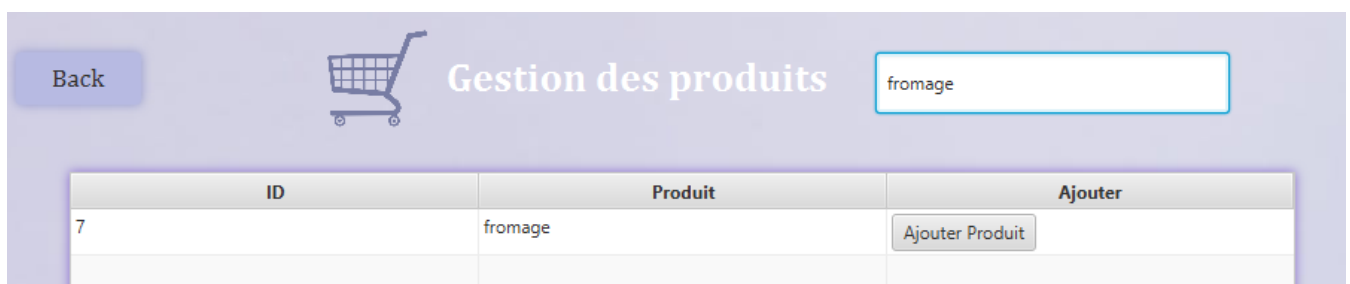 Back
Gestion des produits
fromage
ID Produit Ajouter
7 fromage Ajouter Produit